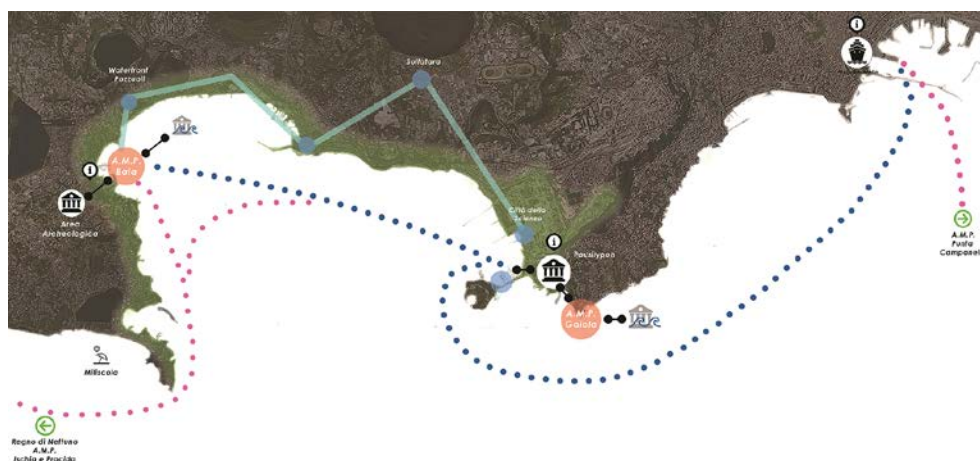 Waterfront
Pozzuoli
Solfatara
A.M.P.
Baia
i
Area
Archeologica
Città della
Scienza
i
Pausilypon
A.M.P.
Gaiola
i
A.M.P.
Punta
Campanella
Miliscola
Regno di Nettuno
A.M.P.
Ischia e Procida